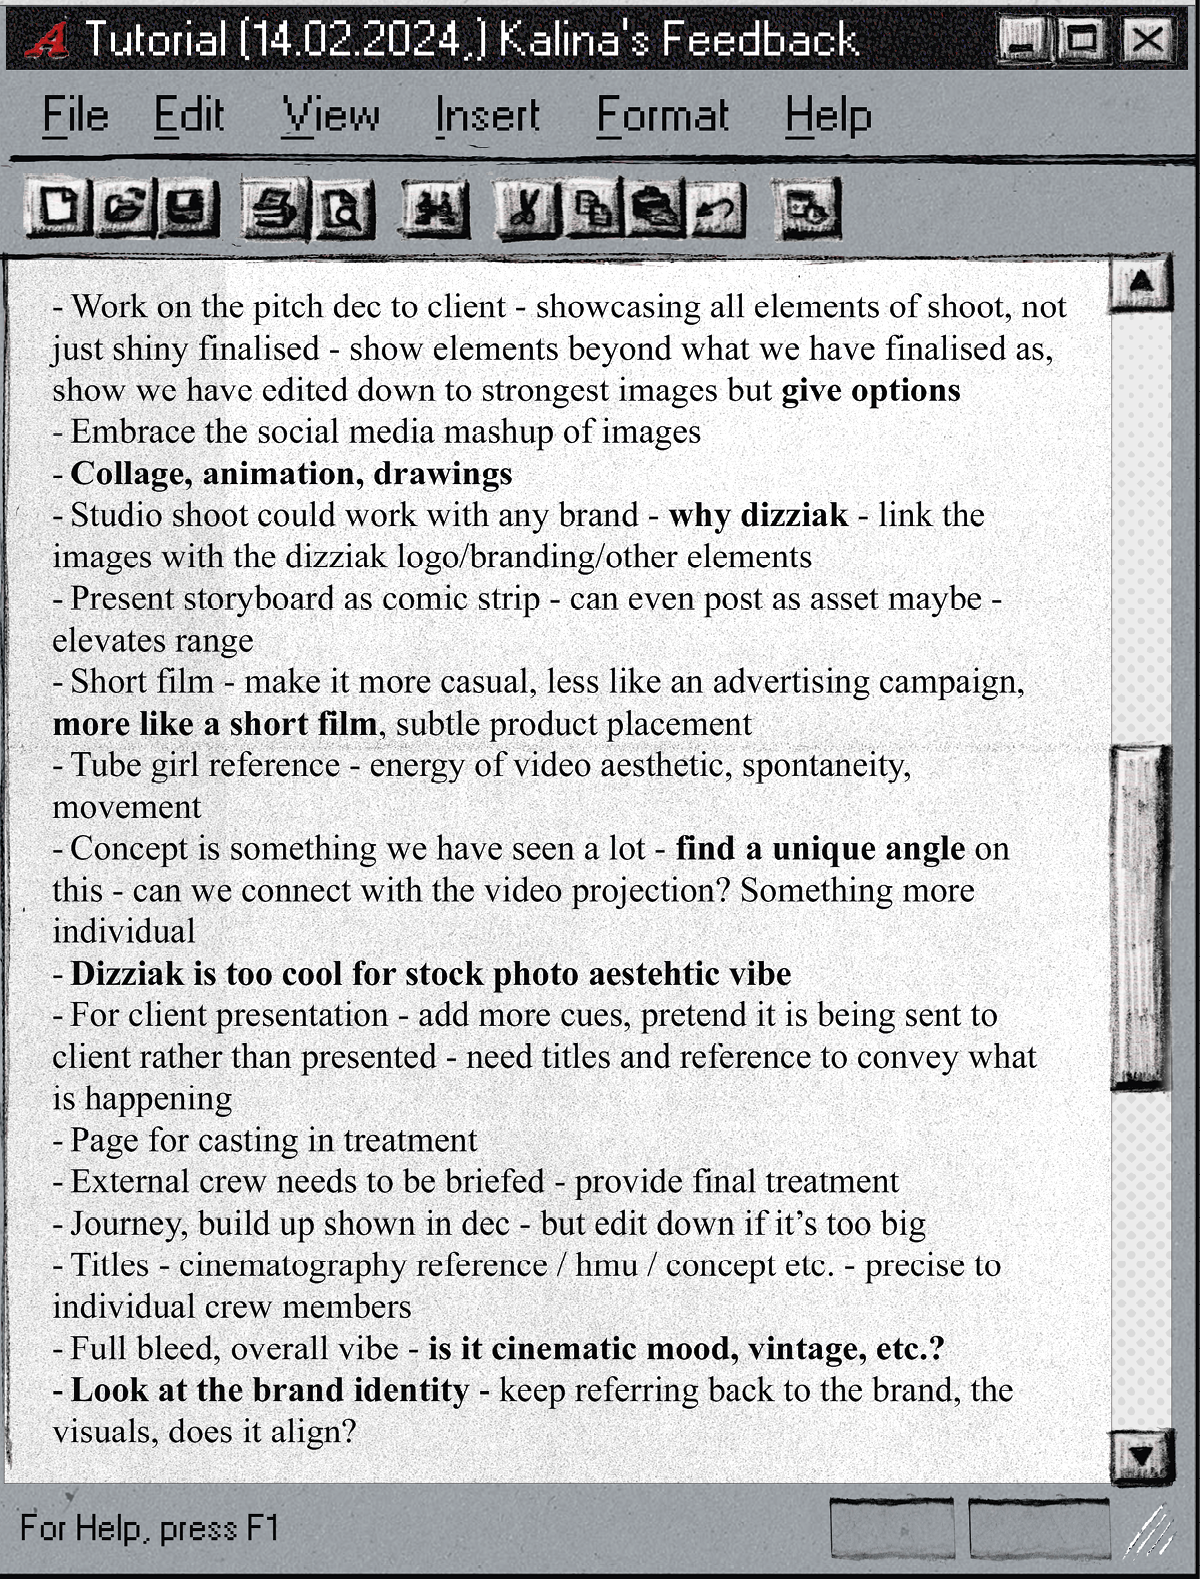 A Tutorial (14.02.2024,) Kalina's Feedback
File Edit View Insert Format Help
- Work on the pitch dec to client - showcasing all elements of shoot, not
just shiny finalised - show elements beyond what we have finalised as,
show we have edited down to strongest images but give options
- Embrace the social media mashup of images
- Collage, animation, drawings
- Studio shoot could work with any brand - why dizziak - link the
images with the dizziak logo/branding/other elements
- Present storyboard as comic strip - can even post as asset maybe -
elevates range
- Short film - make it more casual, less like an advertising campaign,
more like a short film, subtle product placement
- Tube girl reference - energy of video aesthetic, spontaneity,
movement
- Concept is something we have seen a lot - find a unique angle on
this - can we connect with the video projection? Something more
individual
- Dizziak is too cool for stock photo aestehtic vibe
- For client presentation - add more cues, pretend it is being sent to
client rather than presented - need titles and reference to convey what
is happening
- Page for casting in treatment
- External crew needs to be briefed - provide final treatment
- Journey, build up shown in dec - but edit down if it’s too big
- Titles - cinematography reference / hmu / concept etc. - precise to
individual crew members
- Full bleed, overall vibe - is it cinematic mood, vintage, etc.?
- Look at the brand identity - keep referring back to the brand, the
visuals, does it align?
For Help, press F1